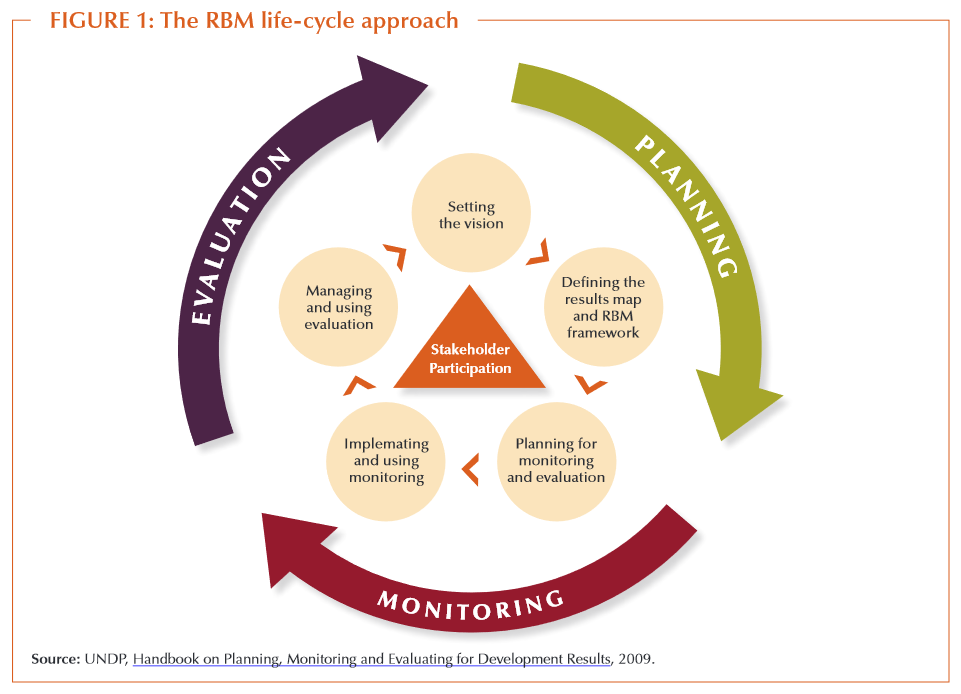 FIGURE 1: The RBM life-cycle approach
EVALUATION
PLANNING
Setting
the vision
Defining the
results map
and RBM
framework
Managing
and using
evaluation
Stakeholder
Participation
Implemating
and using
monitoring
Planning for
monitoring
and evaluation
MONITORING
Source: UNDP, Handbook on Planning, Monitoring and Evaluating for Development Results, 2009.